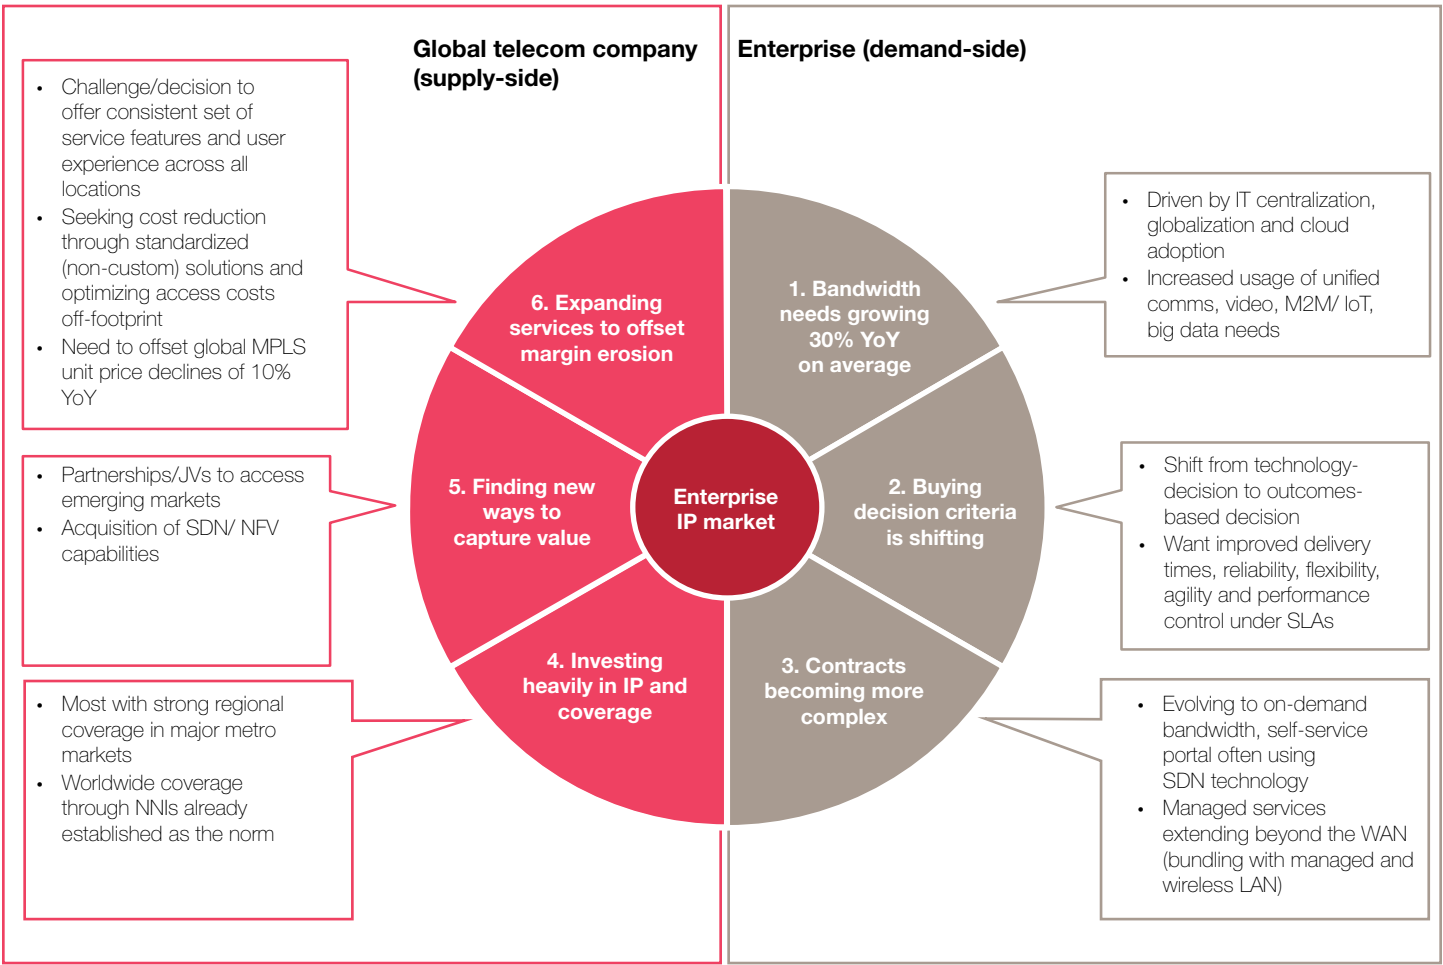 Global telecom company
(supply-side)
Enterprise (demand-side)
• Challenge/decision to
offer consistent set of
service features and user
experience across all
locations
• Seeking cost reduction
through standardized
(non-custom) solutions and
optimizing access costs
off-footprint
• Need to offset global MPLS
unit price declines of 10%
YoY
• Partnerships/JVs to access
emerging markets
• Acquisition of SDN/ NFV
capabilities
• Most with strong regional
coverage in major metro
markets
• Worldwide coverage
through NNIs already
established as the norm
6. Expanding
services to offset
margin erosion
5. Finding new
ways to
capture value
4. Investing
heavily in IP and
coverage
Enterprise
IP market
1. Bandwidth
needs growing
30% YoY
on average
2. Buying
decision criteria
is shifting
3. Contracts
becoming more
complex
• Driven by IT centralization,
globalization and cloud
adoption
• Increased usage of unified
comms, video, M2M/ IoT,
big data needs
• Shift from technology-
decision to outcomes-
based decision
• Want improved delivery
times, reliability, flexibility,
agility and performance
control under SLAs
• Evolving to on-demand
bandwidth, self-service
portal often using
SDN technology
• Managed services
extending beyond the WAN
(bundling with managed and
wireless LAN)